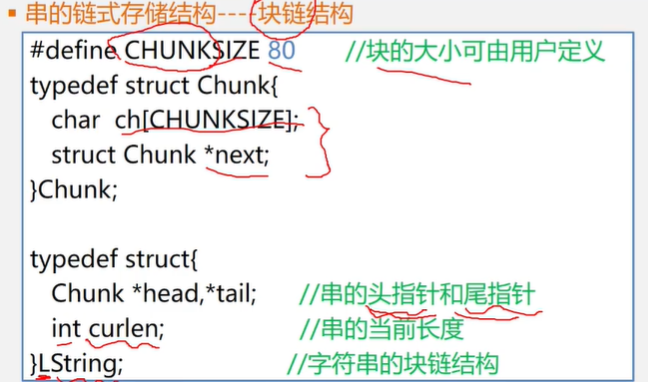 ▪ 串的链式存储结构----块链结构
#define CHUNKSIZE 80 //块的大小可由用户定义
typedef struct Chunk{
char ch[CHUNKSIZE];
struct Chunk *next;
}Chunk;
typedef struct{
Chunk *head,*tail; //串的头指针和尾指针
int curlen; //串的当前长度
}LString; //字符串的块链结构